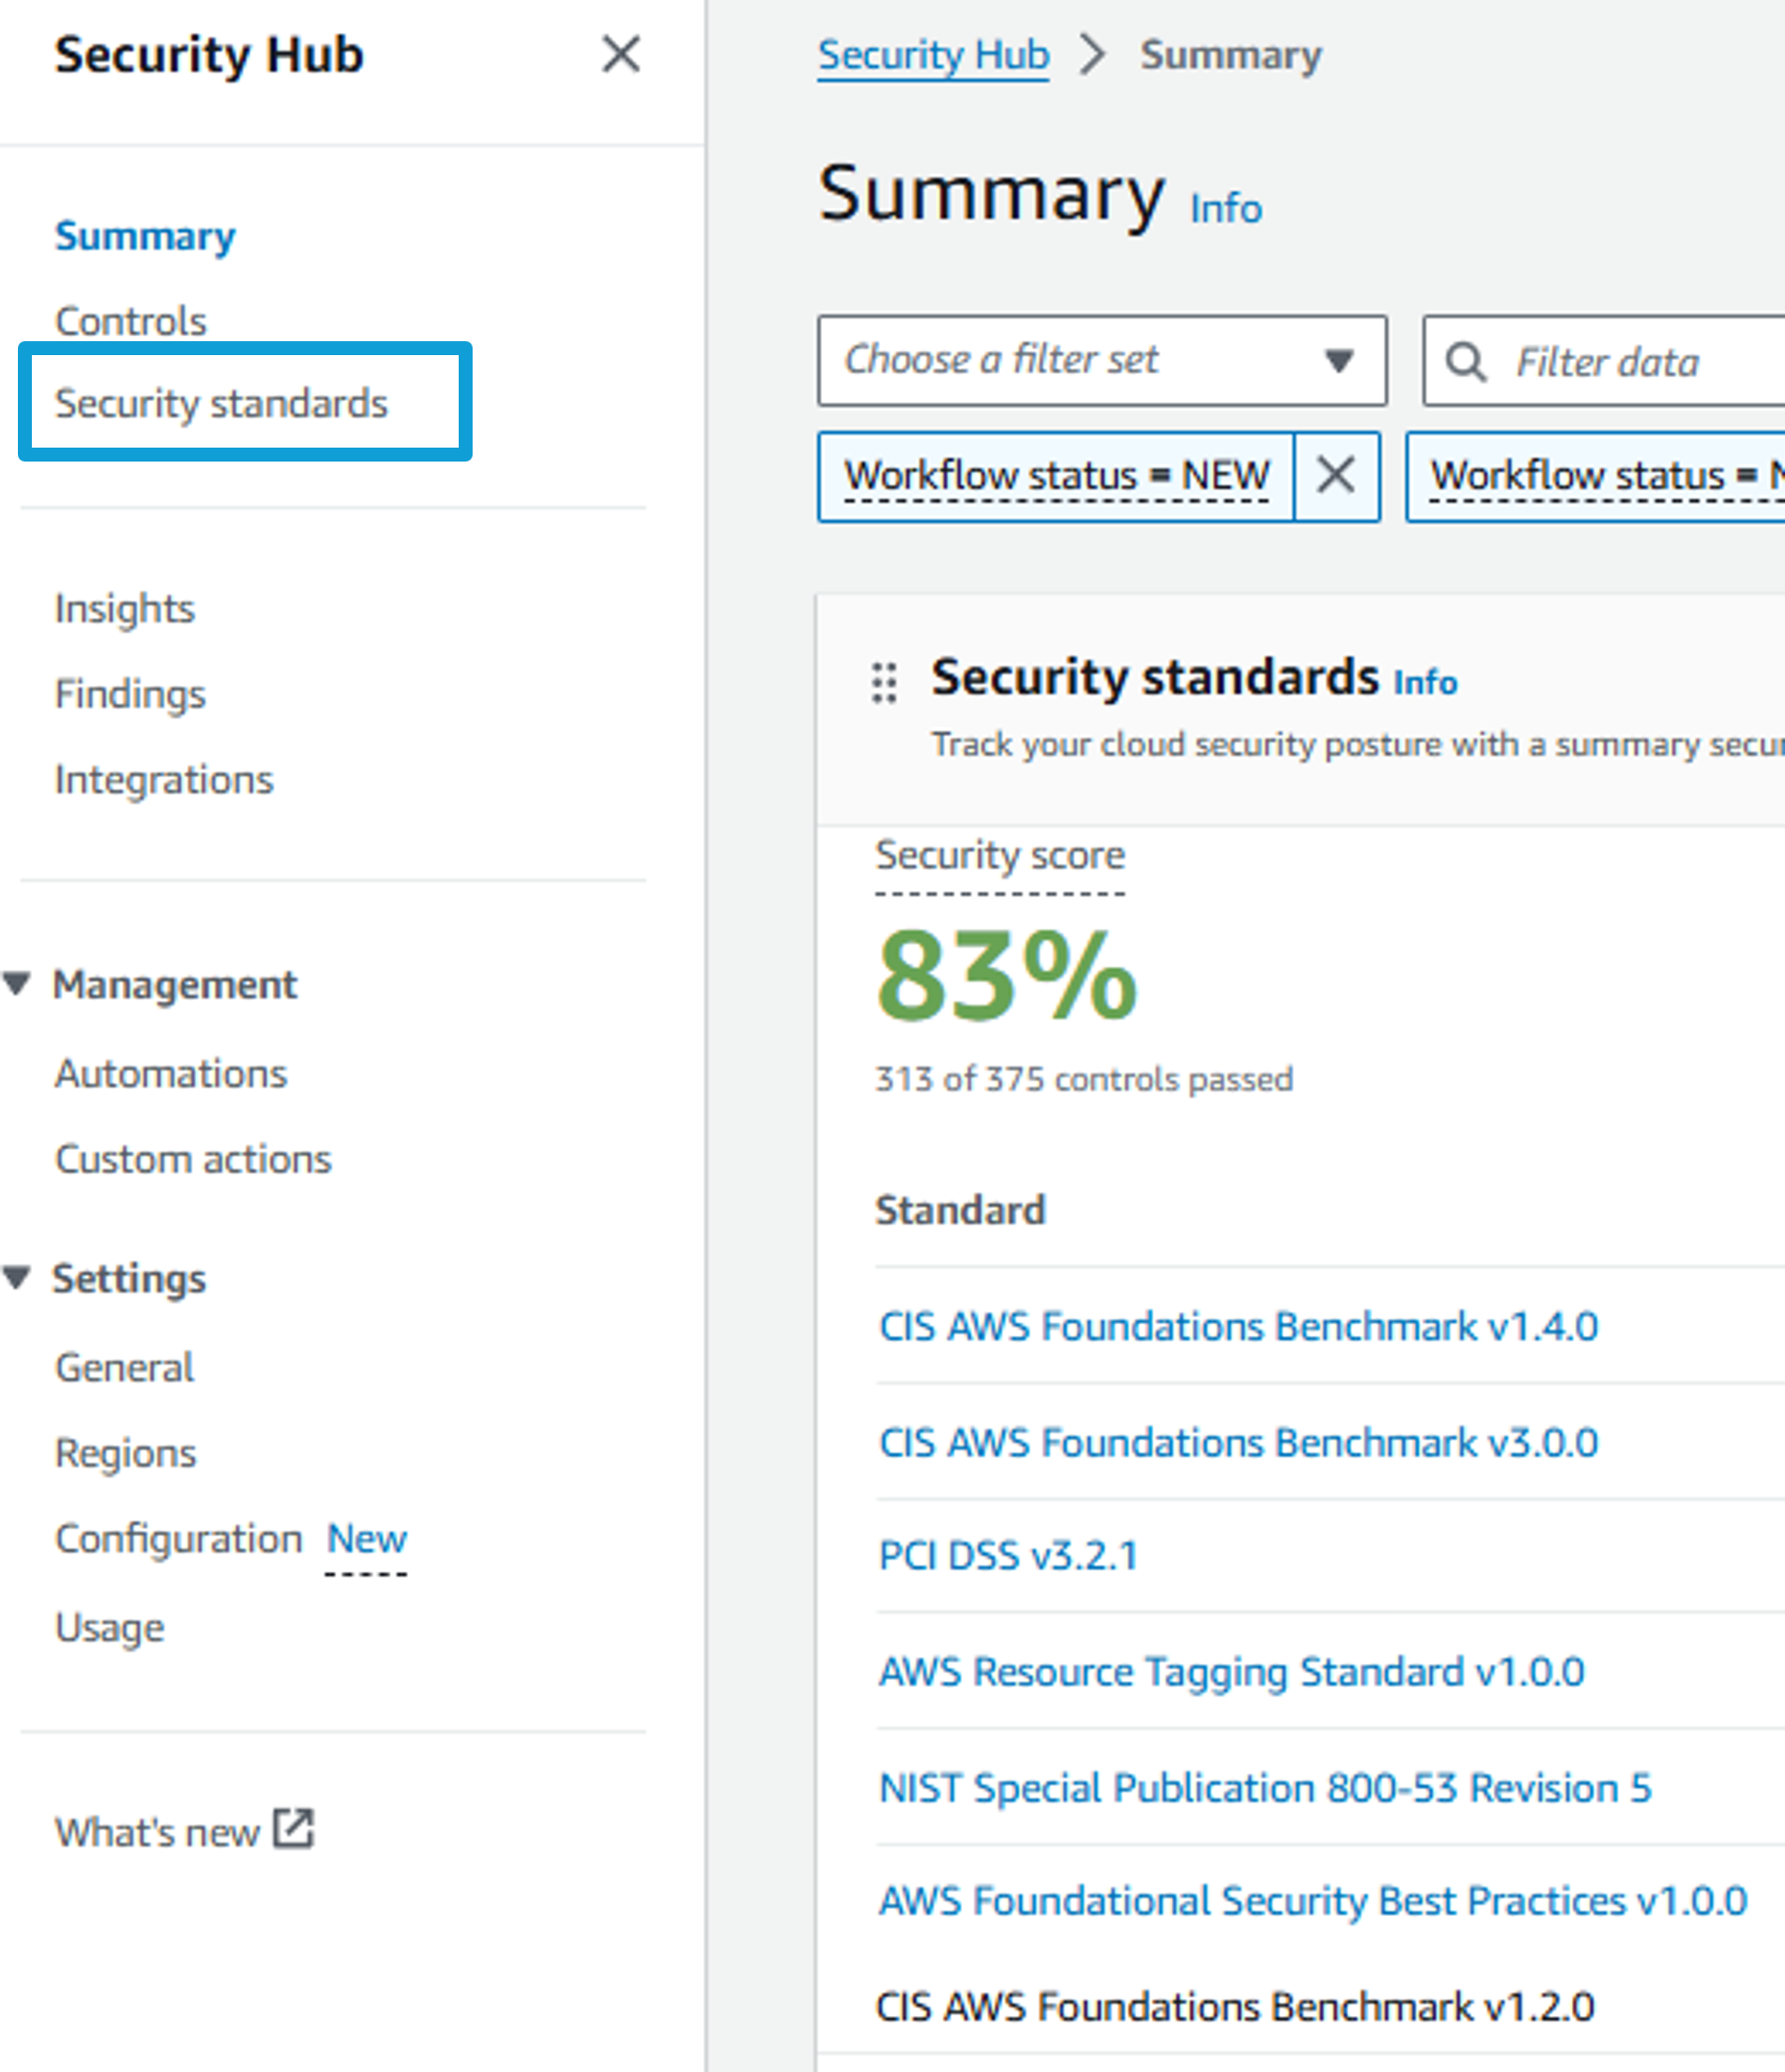 Security Hub
Summary
Controls
Security standards
Insights
Findings
Integrations
Management
Automations
Custom actions
Settings
General
Regions
Configuration New
Usage
What's new
Security Hub > Summary
Summary Info
Choose a filter set
Filter data
Workflow status = NEW
Workflow status =
Security standards Info
Track your cloud security posture with a summary
Security score
83%
313 of 375 controls passed
Standard
CIS AWS Foundations Benchmark v1.4.0
CIS AWS Foundations Benchmark v3.0.0
PCI DSS v3.2.1
AWS Resource Tagging Standard v1.0.0
NIST Special Publication 800-53 Revision 5
AWS Foundational Security Best Practices v1.0.0
CIS AWS Foundations Benchmark v1.2.0